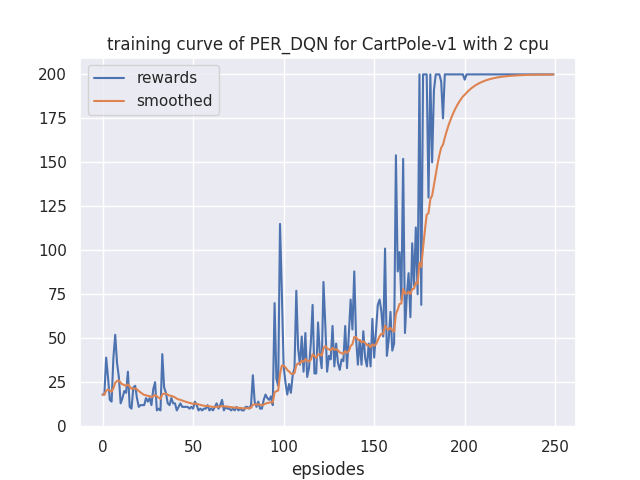 training curve of PER_DQN for CartPole-v1 with 2 cpu
rewards
smoothed
200
175
150
125
100
75
50
25
0
0 50 100 150 200 250
epsiodes